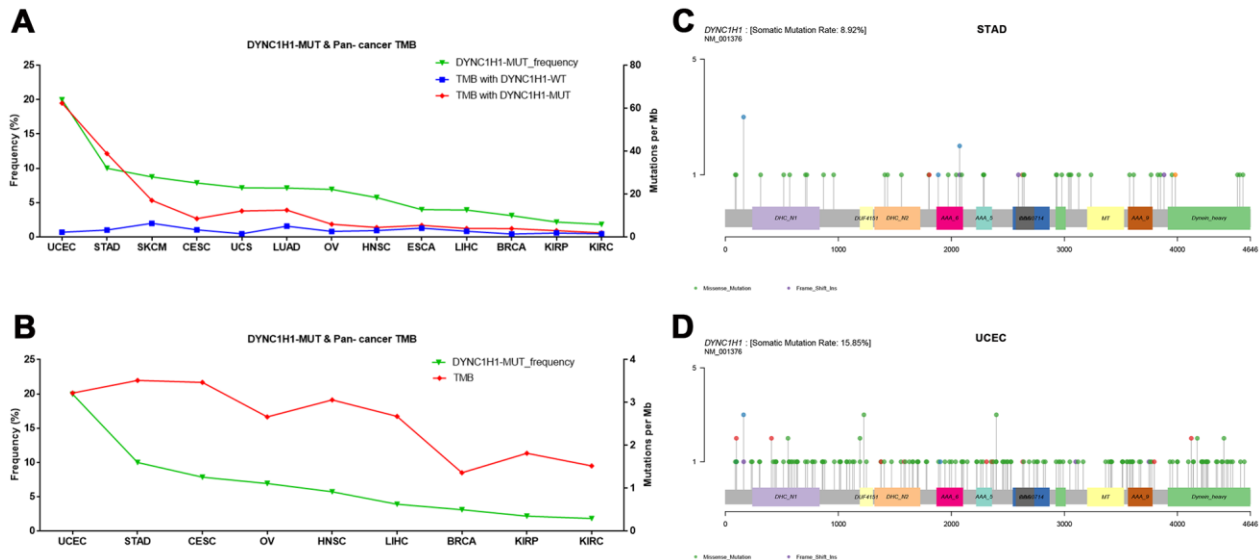 A
DYNC1H1-MUT & Pan- cancer TMB
DYNC1H1-MUT_frequency
TMB with DYNC1H1-WT
TMB with DYNC1H1-MUT
Frequency (%)
25
20
15
10
5
0
Mutations per Mb
80
60
40
20
0
UCEC STAD SKCM CESC UCS LUAD OV HNSC ESCA LIHC BRCA KIRP KIRC
B
DYNC1H1-MUT & Pan- cancer TMB
DYNC1H1-MUT_frequency
TMB
Frequency (%)
25
20
15
10
5
0
Mutations per Mb
4
3
2
1
0
UCEC STAD CESC OV HNSC LIHC BRCA KIRP KIRC
C
DYNC1H1 : [Somatic Mutation Rate: 8.92%]
NM_001376
STAD
5
1
DHC_N1 DUF4101 DHC_N2 AAA_6 AAA_5 MT AAA_9 Dynein_heavy
0 1000 2000 3000 4000 4646
Missense_Mutation Frame_Shift_Ins
D
DYNC1H1 : [Somatic Mutation Rate: 15.85%]
NM_001376
UCEC
5
1
DHC_N1 DUF4101 DHC_N2 AAA_6 AAA_5 MT AAA_9 Dynein_heavy
0 1000 2000 3000 4000 4646
Missense_Mutation Frame_Shift_Ins